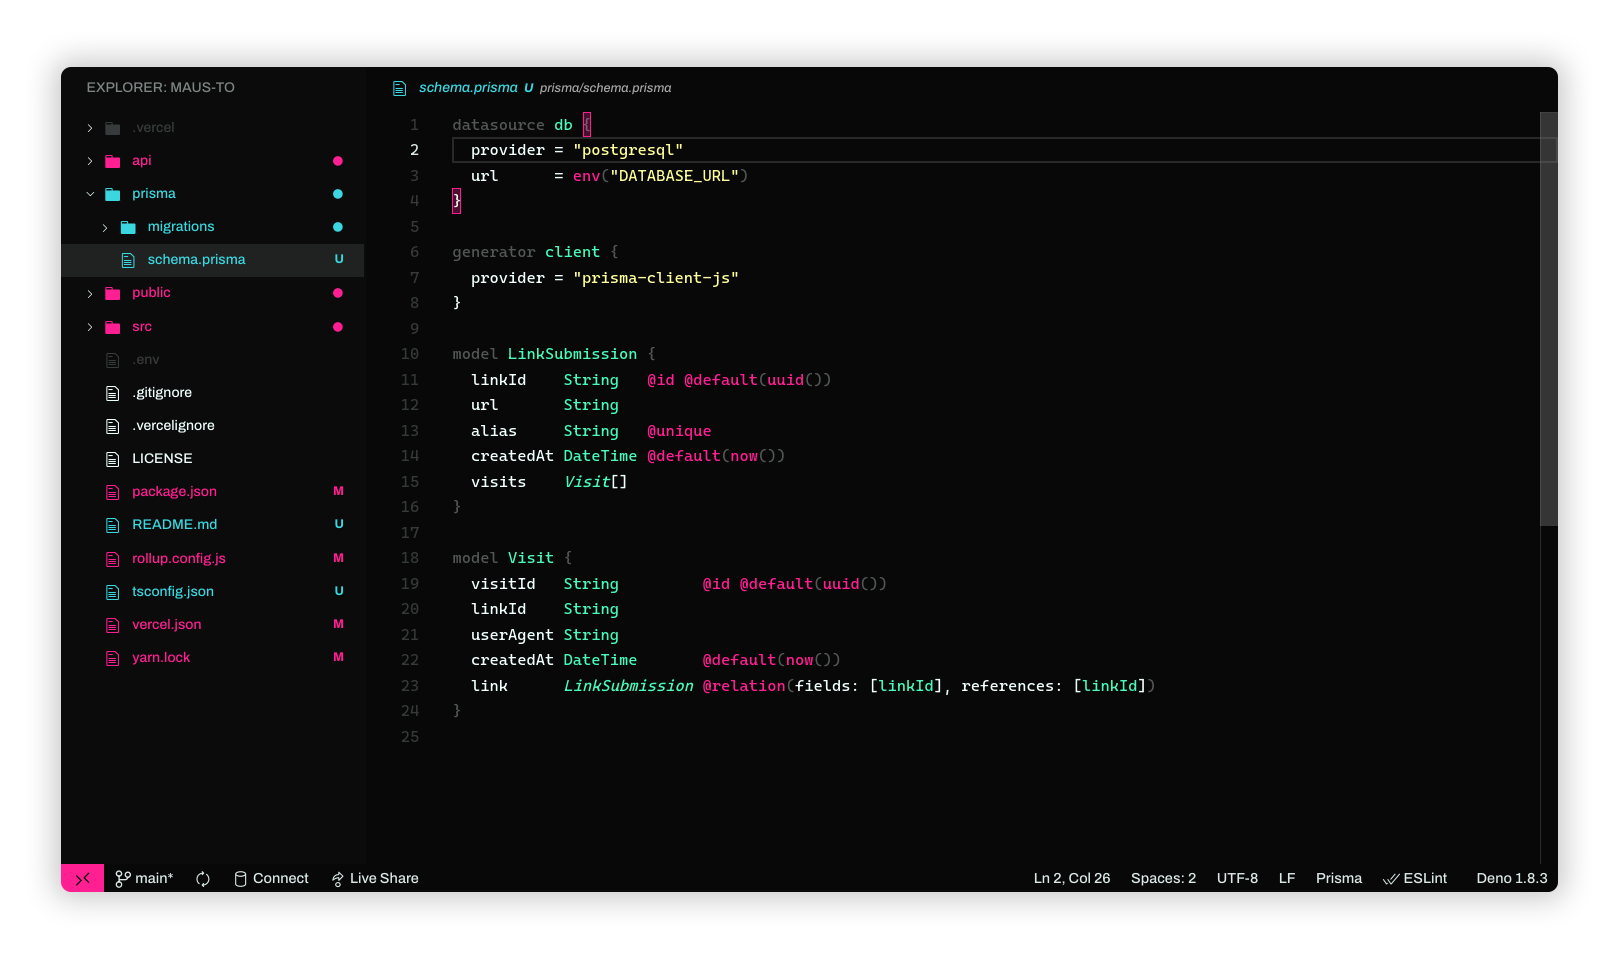 EXPLORER: MAUS-TO
.vercel
api
prisma
migrations
schema.prisma U
public
src
.env
.gitignore
.vercelignore
LICENSE
package.json M
README.md U
rollup.config.js M
tsconfig.json U
vercel.json M
yarn.lock M
schema.prisma U prisma/schema.prisma
1 datasource db {
2   provider = "postgresql"
3   url      = env("DATABASE_URL")
4 }
5
6 generator client {
7   provider = "prisma-client-js"
8 }
9
10 model LinkSubmission {
11   linkId    String   @id @default(uuid())
12   url       String
13   alias     String   @unique
14   createdAt DateTime @default(now())
15   visits    Visit[]
16 }
17
18 model Visit {
19   visitId   String         @id @default(uuid())
20   linkId    String
21   userAgent String
22   createdAt DateTime       @default(now())
23   link      LinkSubmission @relation(fields: [linkId], references: [linkId])
24 }
25
main* Connect Live Share Ln 2, Col 26 Spaces: 2 UTF-8 LF Prisma ESLint Deno 1.8.3